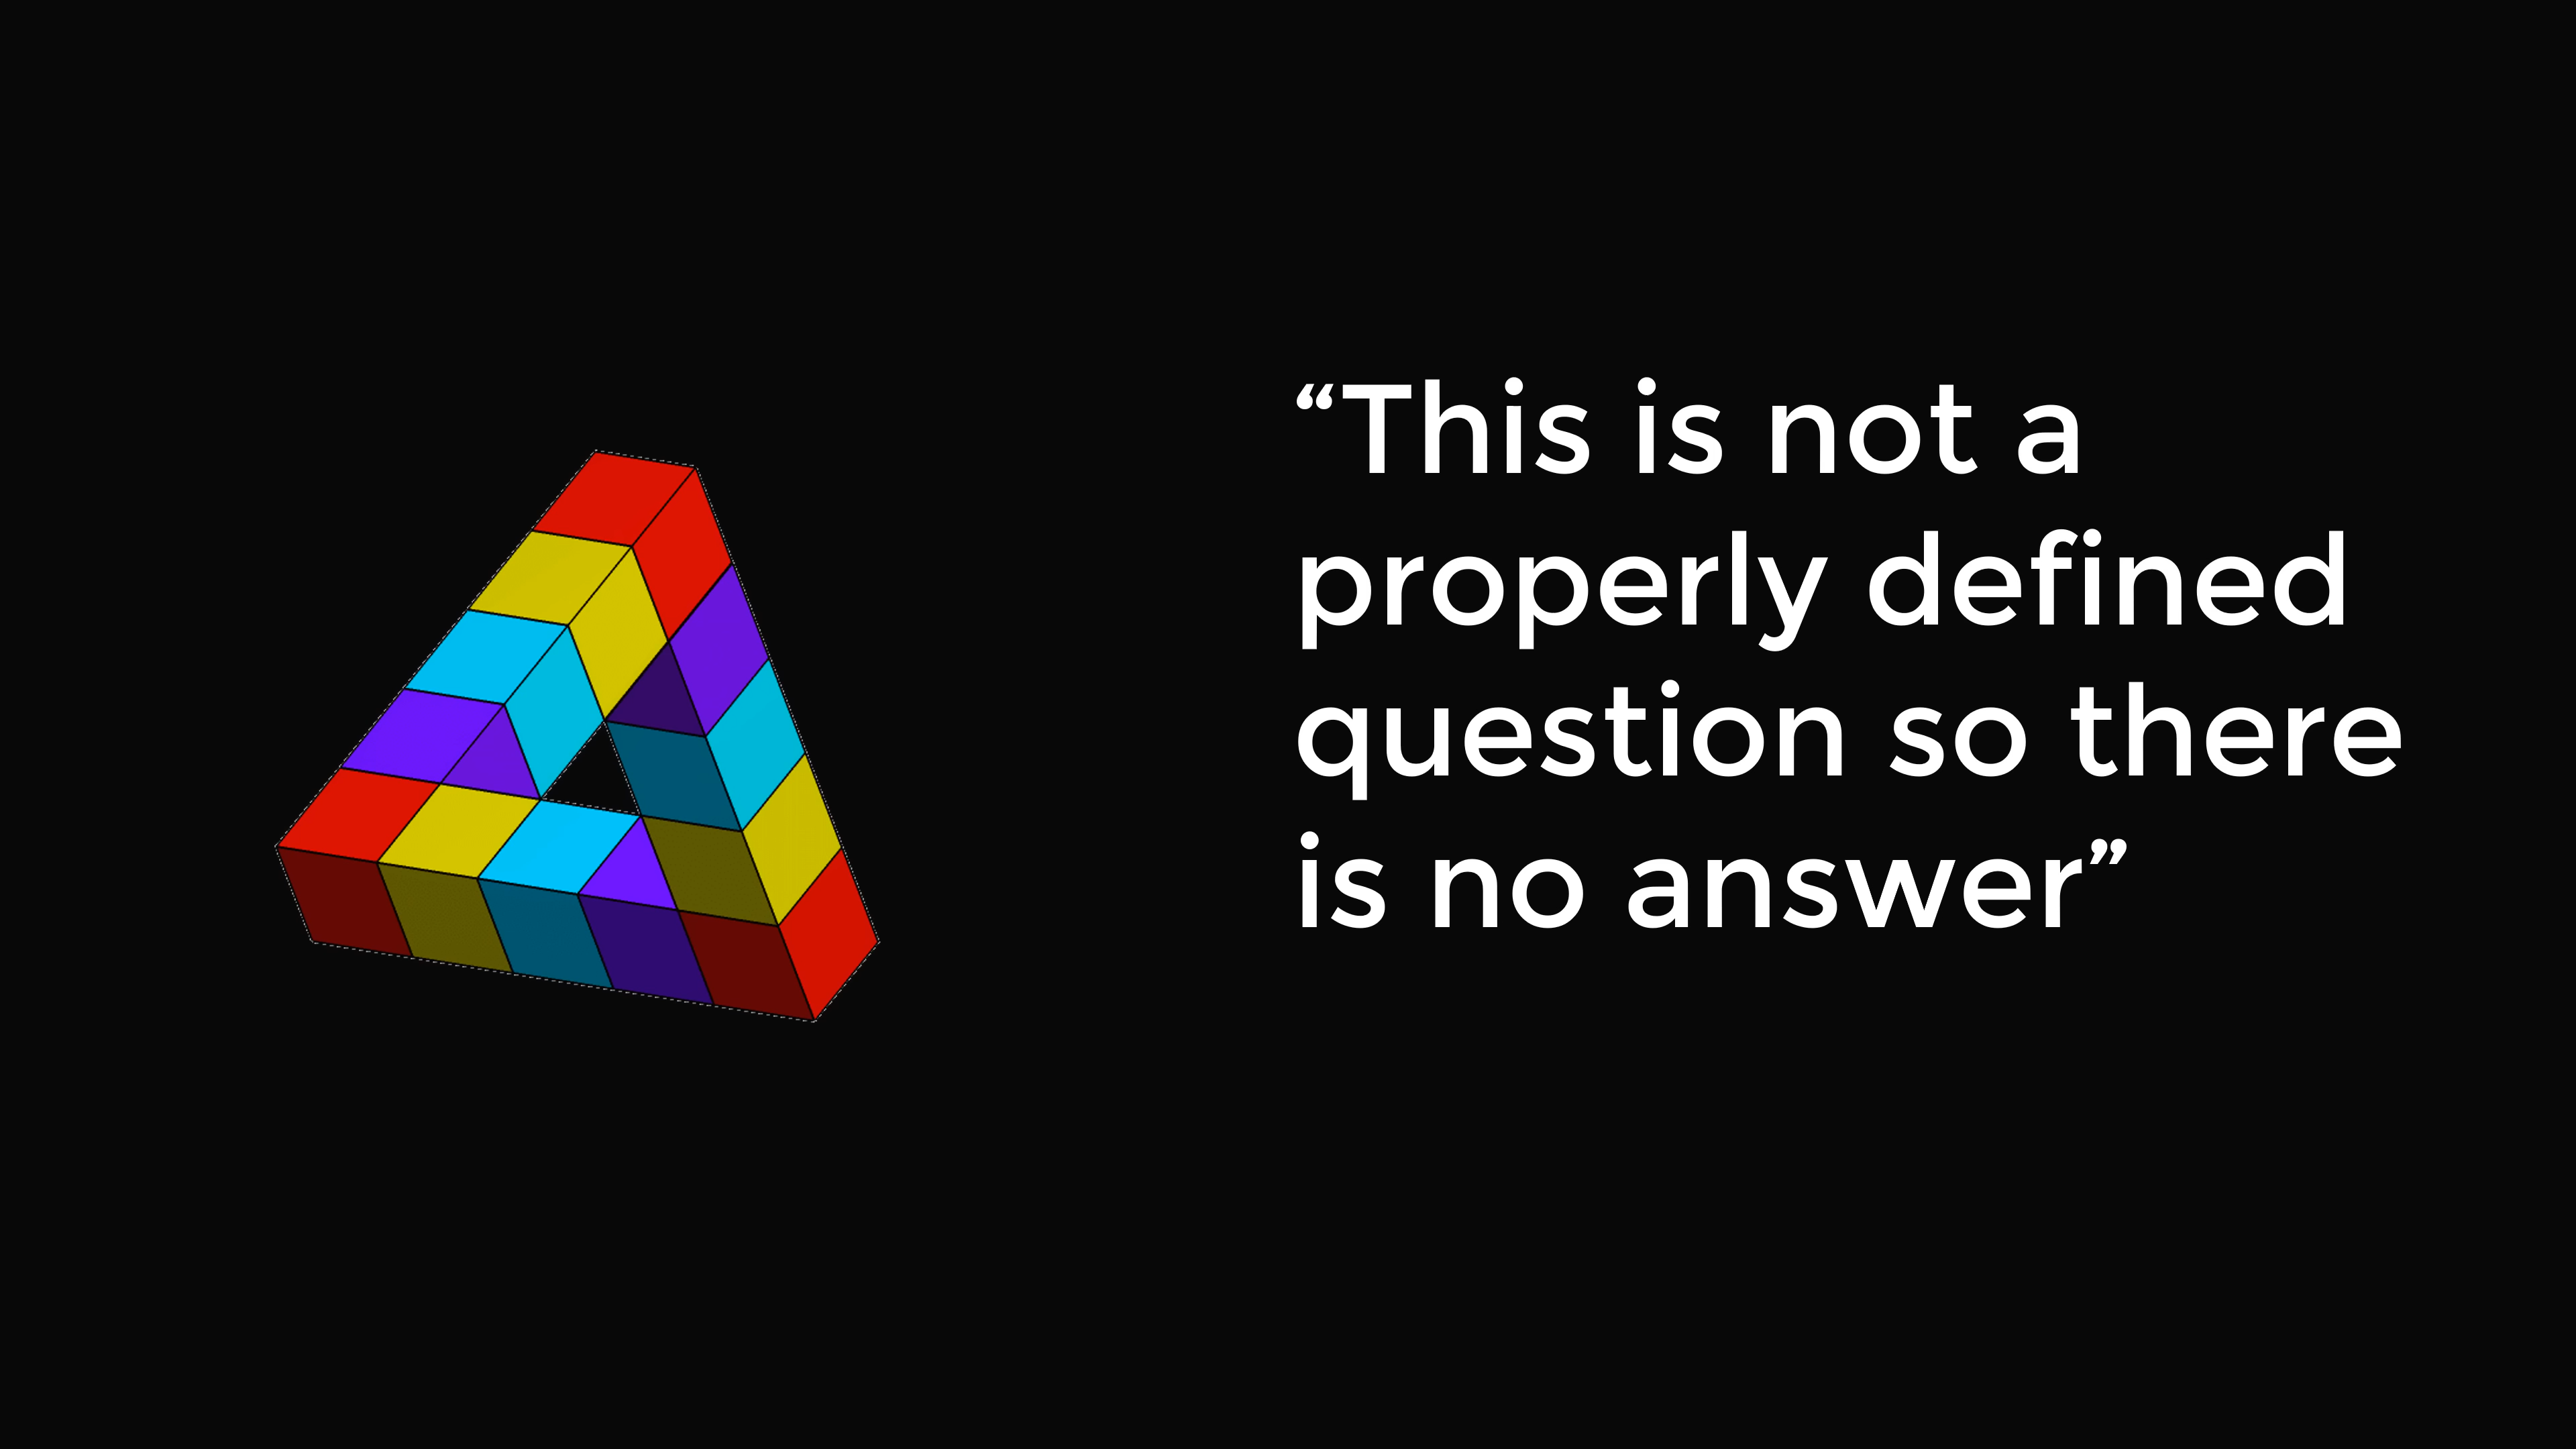 “This is not a
properly defined
question so there
is no answer”